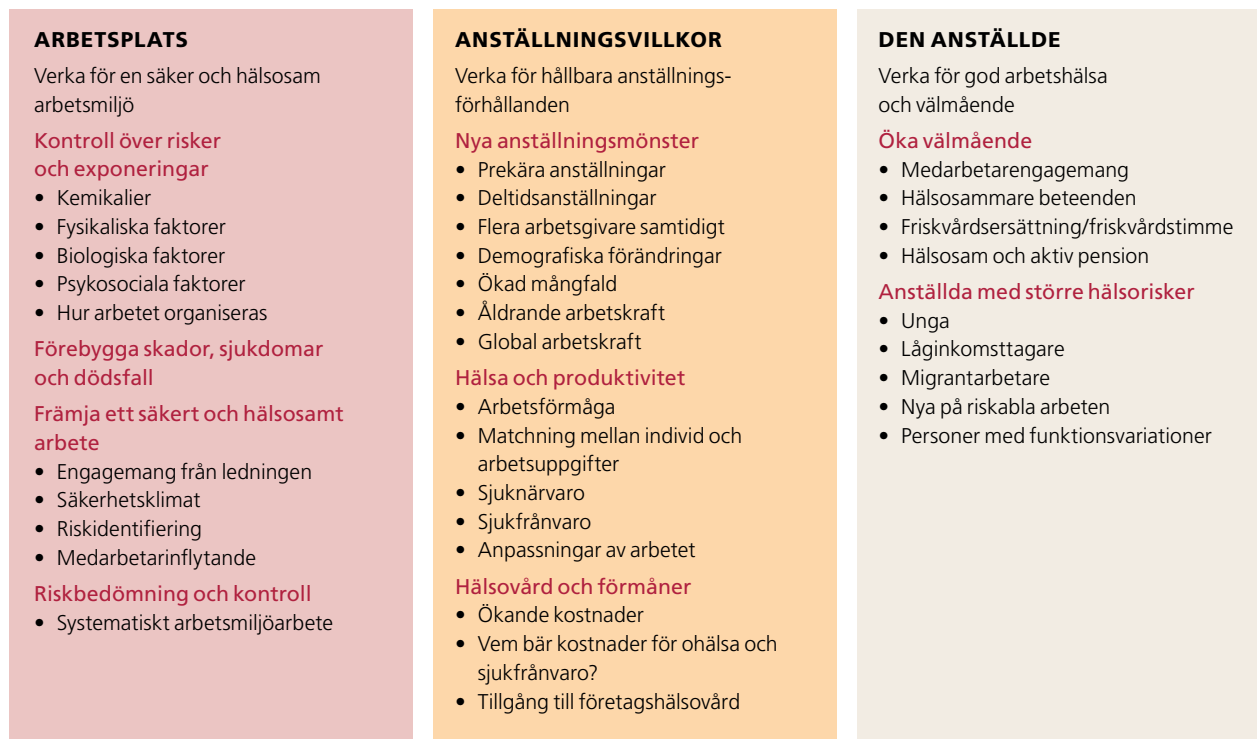 ARBETSPLATS
Verka för en säker och hälsosam
arbetsmiljö
Kontroll över risker
och exponeringar
• Kemikalier
• Fysikaliska faktorer
• Biologiska faktorer
• Psykosociala faktorer
• Hur arbetet organiseras
Förebygga skador, sjukdomar
och dödsfall
Främja ett säkert och hälsosamt
arbete
• Engagemang från ledningen
• Säkerhetsklimat
• Riskidentifiering
• Medarbetarinflytande
Riskbedömning och kontroll
• Systematiskt arbetsmiljöarbete
ANSTÄLLNINGSVILLKOR
Verka för hållbara anställnings-
förhållanden
Nya anställningsmönster
• Prekära anställningar
• Deltidsanställningar
• Flera arbetsgivare samtidigt
• Demografiska förändringar
• Ökad mångfald
• Åldrande arbetskraft
• Global arbetskraft
Hälsa och produktivitet
• Arbetsförmåga
• Matchning mellan individ och
arbetsuppgifter
• Sjuknärvaro
• Sjukfrånvaro
• Anpassningar av arbetet
Hälsovård och förmåner
• Ökande kostnader
• Vem bär kostnader för ohälsa och
sjukfrånvaro?
• Tillgång till företagshälsovård
DEN ANSTÄLLDE
Verka för god arbetshälsa
och välmående
Öka välmående
• Medarbetarengagemang
• Hälsosammare beteenden
• Friskvårdsersättning/friskvårdstimme
• Hälsosam och aktiv pension
Anställda med större hälsorisker
• Unga
• Låginkomsttagare
• Migrantarbetare
• Nya på riskabla arbeten
• Personer med funktionsvariationer